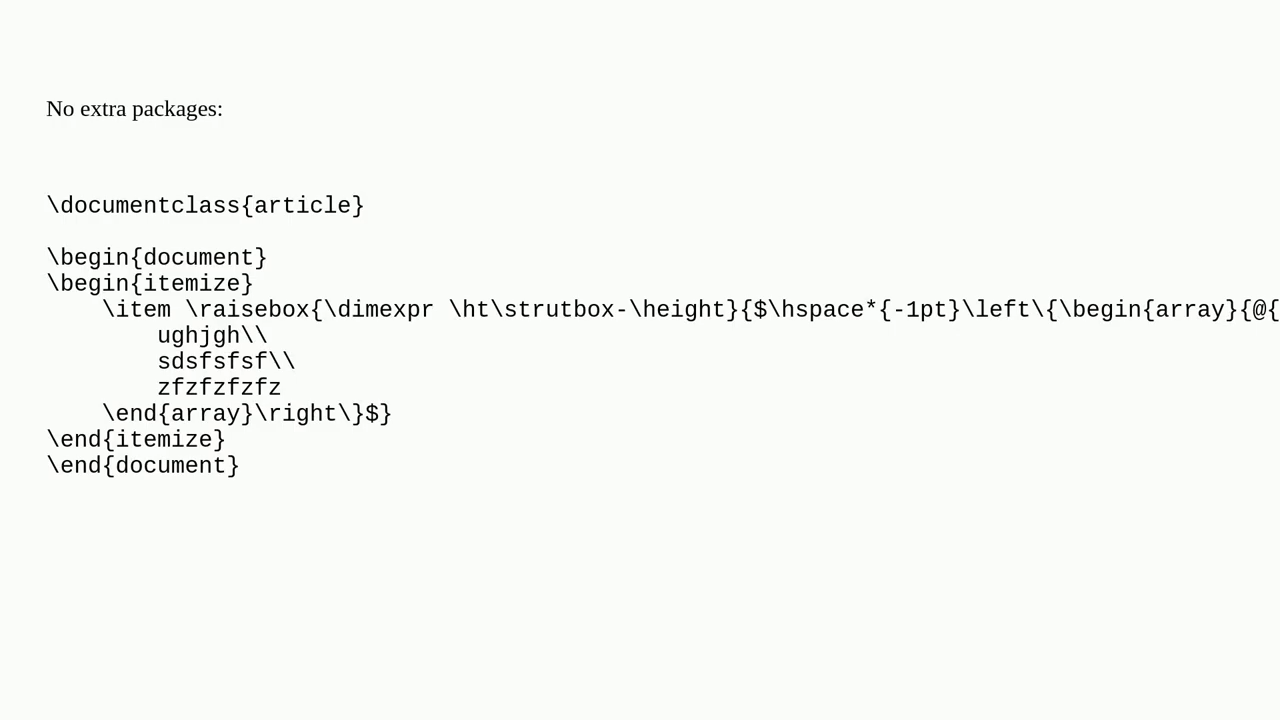 No extra packages:
\documentclass{article}
\begin{document}
\begin{itemize}
    \item \raisebox{\dimexpr \ht\strutbox-\height}{$\hspace*{-1pt}\left\{\begin{array}{@{
        ughjgh\\
        sdsfsfsf\\
        zfzfzfzfz
    \end{array}\right\}$}
\end{itemize}
\end{document}